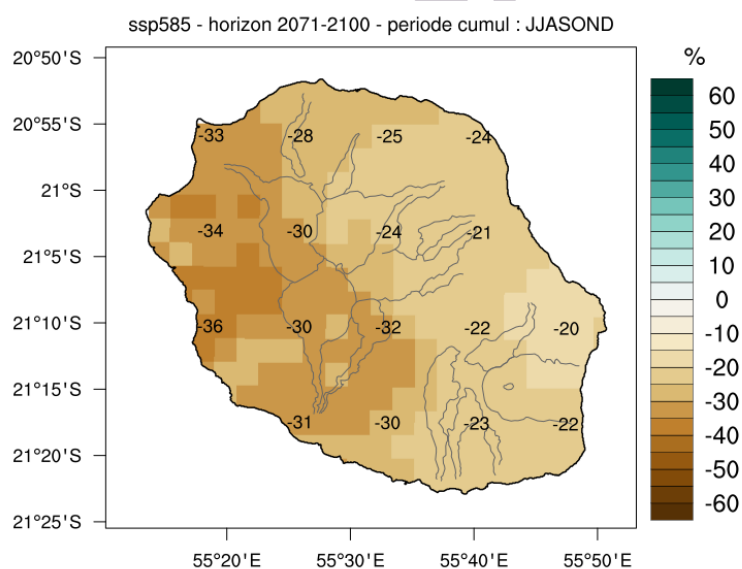 ssp585 - horizon 2071-2100 - periode cumul : JJASOND
%
20°50'S
20°55'S
21°S
21°5'S
21°10'S
21°15'S
21°20'S
21°25'S
-33 -28 -25 -24
-34 -30 -24 -21
-36 -30 -32 -22 -20
-31 -30 -23 -22
55°20'E 55°30'E 55°40'E 55°50'E
60
50
40
30
20
10
0
-10
-20
-30
-40
-50
-60